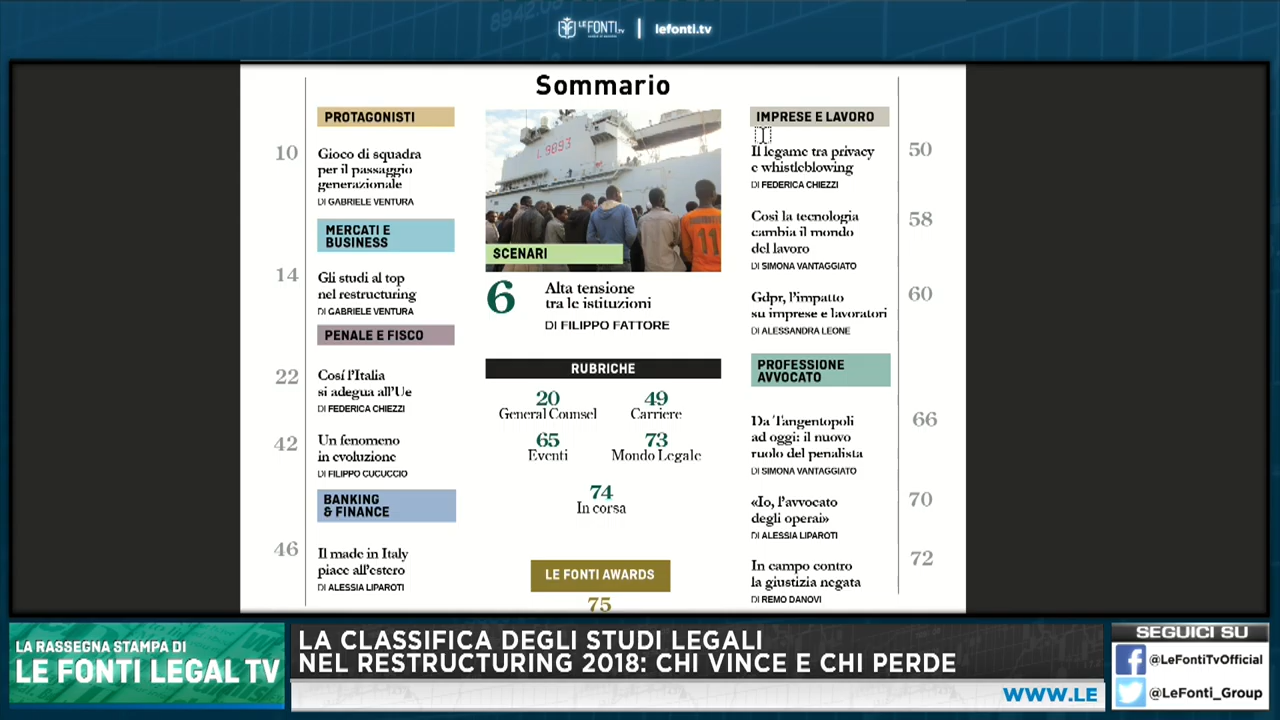 LE FONTI.TV
lefonti.tv
Sommario
PROTAGONISTI
10
Gioco di squadra
per il passaggio
generazionale
DI GABRIELE VENTURA
MERCATI E
BUSINESS
14
Gli studi al top
nel restructuring
DI GABRIELE VENTURA
PENALE E FISCO
22
Cosí l'Italia
si adegua all'Ue
DI FEDERICA CHIEZZI
42
Un fenomeno
in evoluzione
DI FILIPPO CUCUCCIO
BANKING
& FINANCE
46
Il made in Italy
piace all'estero
DI ALESSIA LIPAROTI
L 9893
11
SCENARI
6
Alta tensione
tra le istituzioni
DI FILIPPO FATTORE
RUBRICHE
20
General Counsel
49
Carriere
65
Eventi
73
Mondo Legale
74
In corsa
LE FONTI AWARDS
75
IMPRESE E LAVORO
50
Il legame tra privacy
e whistleblowing
DI FEDERICA CHIEZZI
58
Così la tecnologia
cambia il mondo
del lavoro
DI SIMONA VANTAGGIATO
60
Gdpr, l'impatto
su imprese e lavoratori
DI ALESSANDRA LEONE
PROFESSIONE
AVVOCATO
66
Da Tangentopoli
ad oggi: il nuovo
ruolo del penalista
DI SIMONA VANTAGGIATO
70
«Io, l'avvocato
degli operai»
DI ALESSIA LIPAROTI
72
In campo contro
la giustizia negata
DI REMO DANOVI
LA RASSEGNA STAMPA DI
LE FONTI LEGAL TV
LA CLASSIFICA DEGLI STUDI LEGALI
NEL RESTRUCTURING 2018: CHI VINCE E CHI PERDE
WWW.LE
SEGUICI SU
@LeFontiTvOfficial
@LeFonti_Group